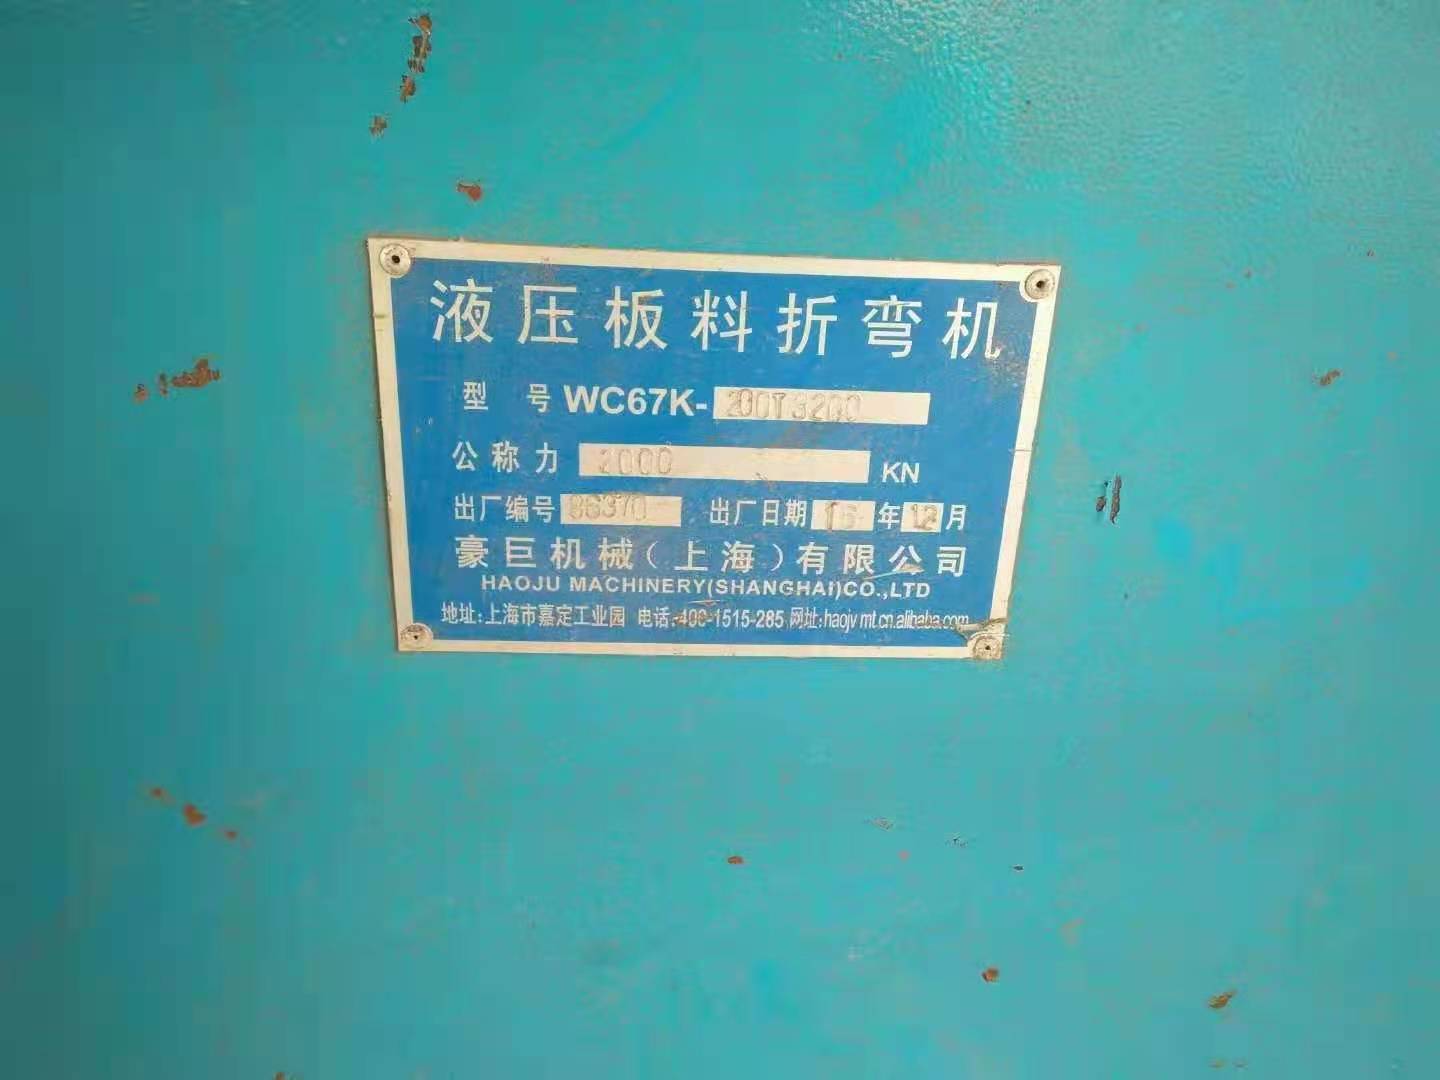 液压板料折弯机
型 号 WC67K-200T3200
公称力 2000 KN
出厂编号 86370 出厂日期 16 年 12 月
豪巨机械(上海)有限公司
HAOJU MACHINERY(SHANGHAI)CO.,LTD
地址:上海市嘉定工业园 电话:400-1515-285 网址:haojvmt.cn.alibaba.com